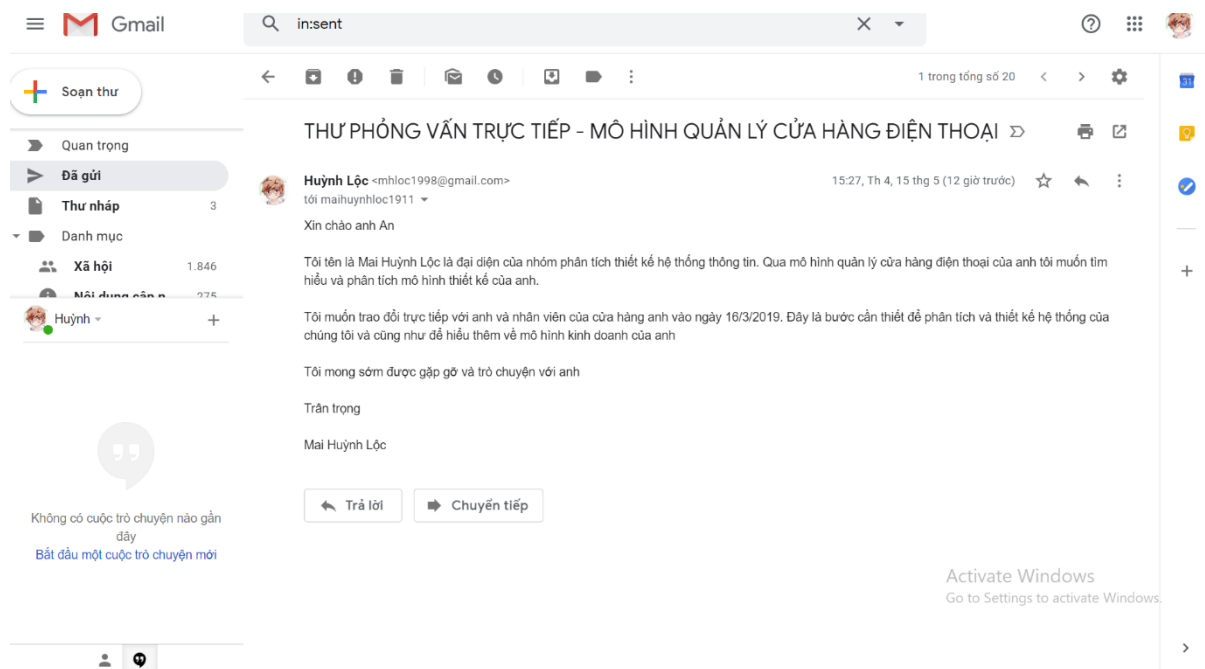 Gmail
in:sent
Soạn thư
1 trong tổng số 20
31
THƯ PHỎNG VẤN TRỰC TIẾP - MÔ HÌNH QUẢN LÝ CỬA HÀNG ĐIỆN THOẠI
Quan trọng
Đã gửi
Thư nháp 3
Danh mục
Xã hội 1.846
Nội dung cập n 275
Huỳnh
Huỳnh Lộc <mhloc1998@gmail.com>
15:27, Th 4, 15 thg 5 (12 giờ trước)
tới maihuynhloc1911
Xin chào anh An
Tôi tên là Mai Huỳnh Lộc là đại diện của nhóm phân tích thiết kế hệ thống thông tin. Qua mô hình quản lý cửa hàng điện thoại của anh tôi muốn tìm
hiểu và phân tích mô hình thiết kế của anh.
Tôi muốn trao đổi trực tiếp với anh và nhân viên của cửa hàng anh vào ngày 16/3/2019. Đây là bước cần thiết để phân tích và thiết kế hệ thống của
chúng tôi và cũng như để hiểu thêm về mô hình kinh doanh của anh
Tôi mong sớm được gặp gỡ và trò chuyện với anh
Trân trọng
Mai Huỳnh Lộc
Trả lời
Chuyển tiếp
Không có cuộc trò chuyện nào gần
đây
Bắt đầu một cuộc trò chuyện mới
Activate Windows
Go to Settings to activate Windows.